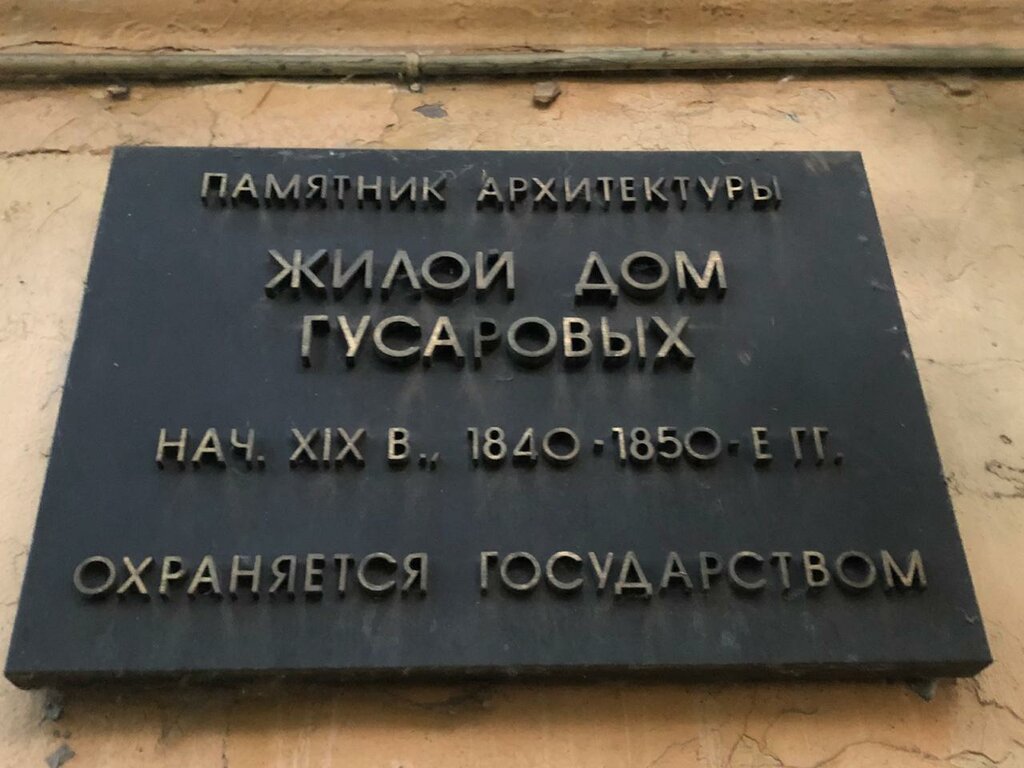 ПАМЯТНИК АРХИТЕКТУРЫ
ЖИЛОЙ ДОМ
ГУСАРОВЫХ
НАЧ. XIX В., 1840-1850-Е ГГ.
ОХРАНЯЕТСЯ ГОСУДАРСТВОМ